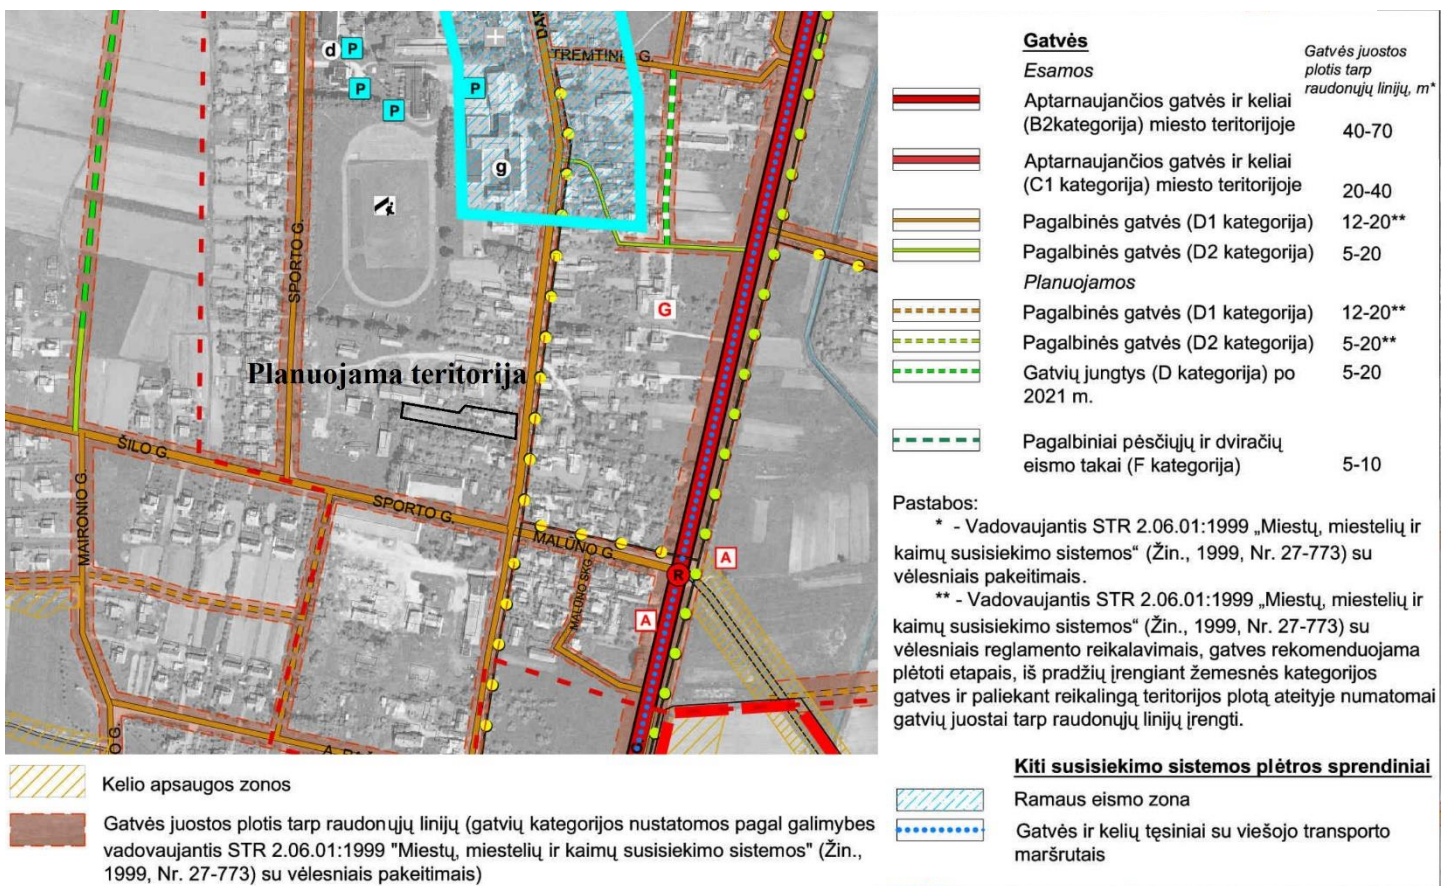 DAR
TREMTINIŲ G.
d
P
P
P
P
g
SPORTO G.
G
Planuojama teritorija
ŠILO G.
MAIRONIO G.
SPORTO G.
MALŪNO G.
MALŪNO SKG.
R
A
A
O G.
Gatvės
Esamos
Gatvės juostos
plotis tarp
raudonųjų linijų, m*
Aptarnaujančios gatvės ir keliai
(B2kategorija) miesto teritorijoje
40-70
Aptarnaujančios gatvės ir keliai
(C1 kategorija) miesto teritorijoje
20-40
Pagalbinės gatvės (D1 kategorija) 12-20**
Pagalbinės gatvės (D2 kategorija) 5-20
Planuojamos
Pagalbinės gatvės (D1 kategorija) 12-20**
Pagalbinės gatvės (D2 kategorija) 5-20**
Gatvių jungtys (D kategorija) po 5-20
2021 m.
Pagalbiniai pėsčiųjų ir dviračių
eismo takai (F kategorija) 5-10
Pastabos:
* - Vadovaujantis STR 2.06.01:1999 „Miestų, miestelių ir
kaimų susisiekimo sistemos“ (Žin., 1999, Nr. 27-773) su
vėlesniais pakeitimais.
** - Vadovaujantis STR 2.06.01:1999 „Miestų, miestelių ir
kaimų susisiekimo sistemos“ (Žin., 1999, Nr. 27-773) su
vėlesniais reglamento reikalavimais, gatves rekomenduojama
plėtoti etapais, iš pradžių įrengiant žemesnės kategorijos
gatves ir paliekant reikalingą teritorijos plotą ateityje numatomai
gatvių juostai tarp raudonųjų linijų įrengti.
Kiti susisiekimo sistemos plėtros sprendiniai
Ramaus eismo zona
Gatvės ir kelių tęsiniai su viešojo transporto
maršrutais
Kelio apsaugos zonos
Gatvės juostos plotis tarp raudonųjų linijų (gatvių kategorijos nustatomos pagal galimybes
vadovaujantis STR 2.06.01:1999 "Miestų, miestelių ir kaimų susisiekimo sistemos" (Žin.,
1999, Nr. 27-773) su vėlesniais pakeitimais)